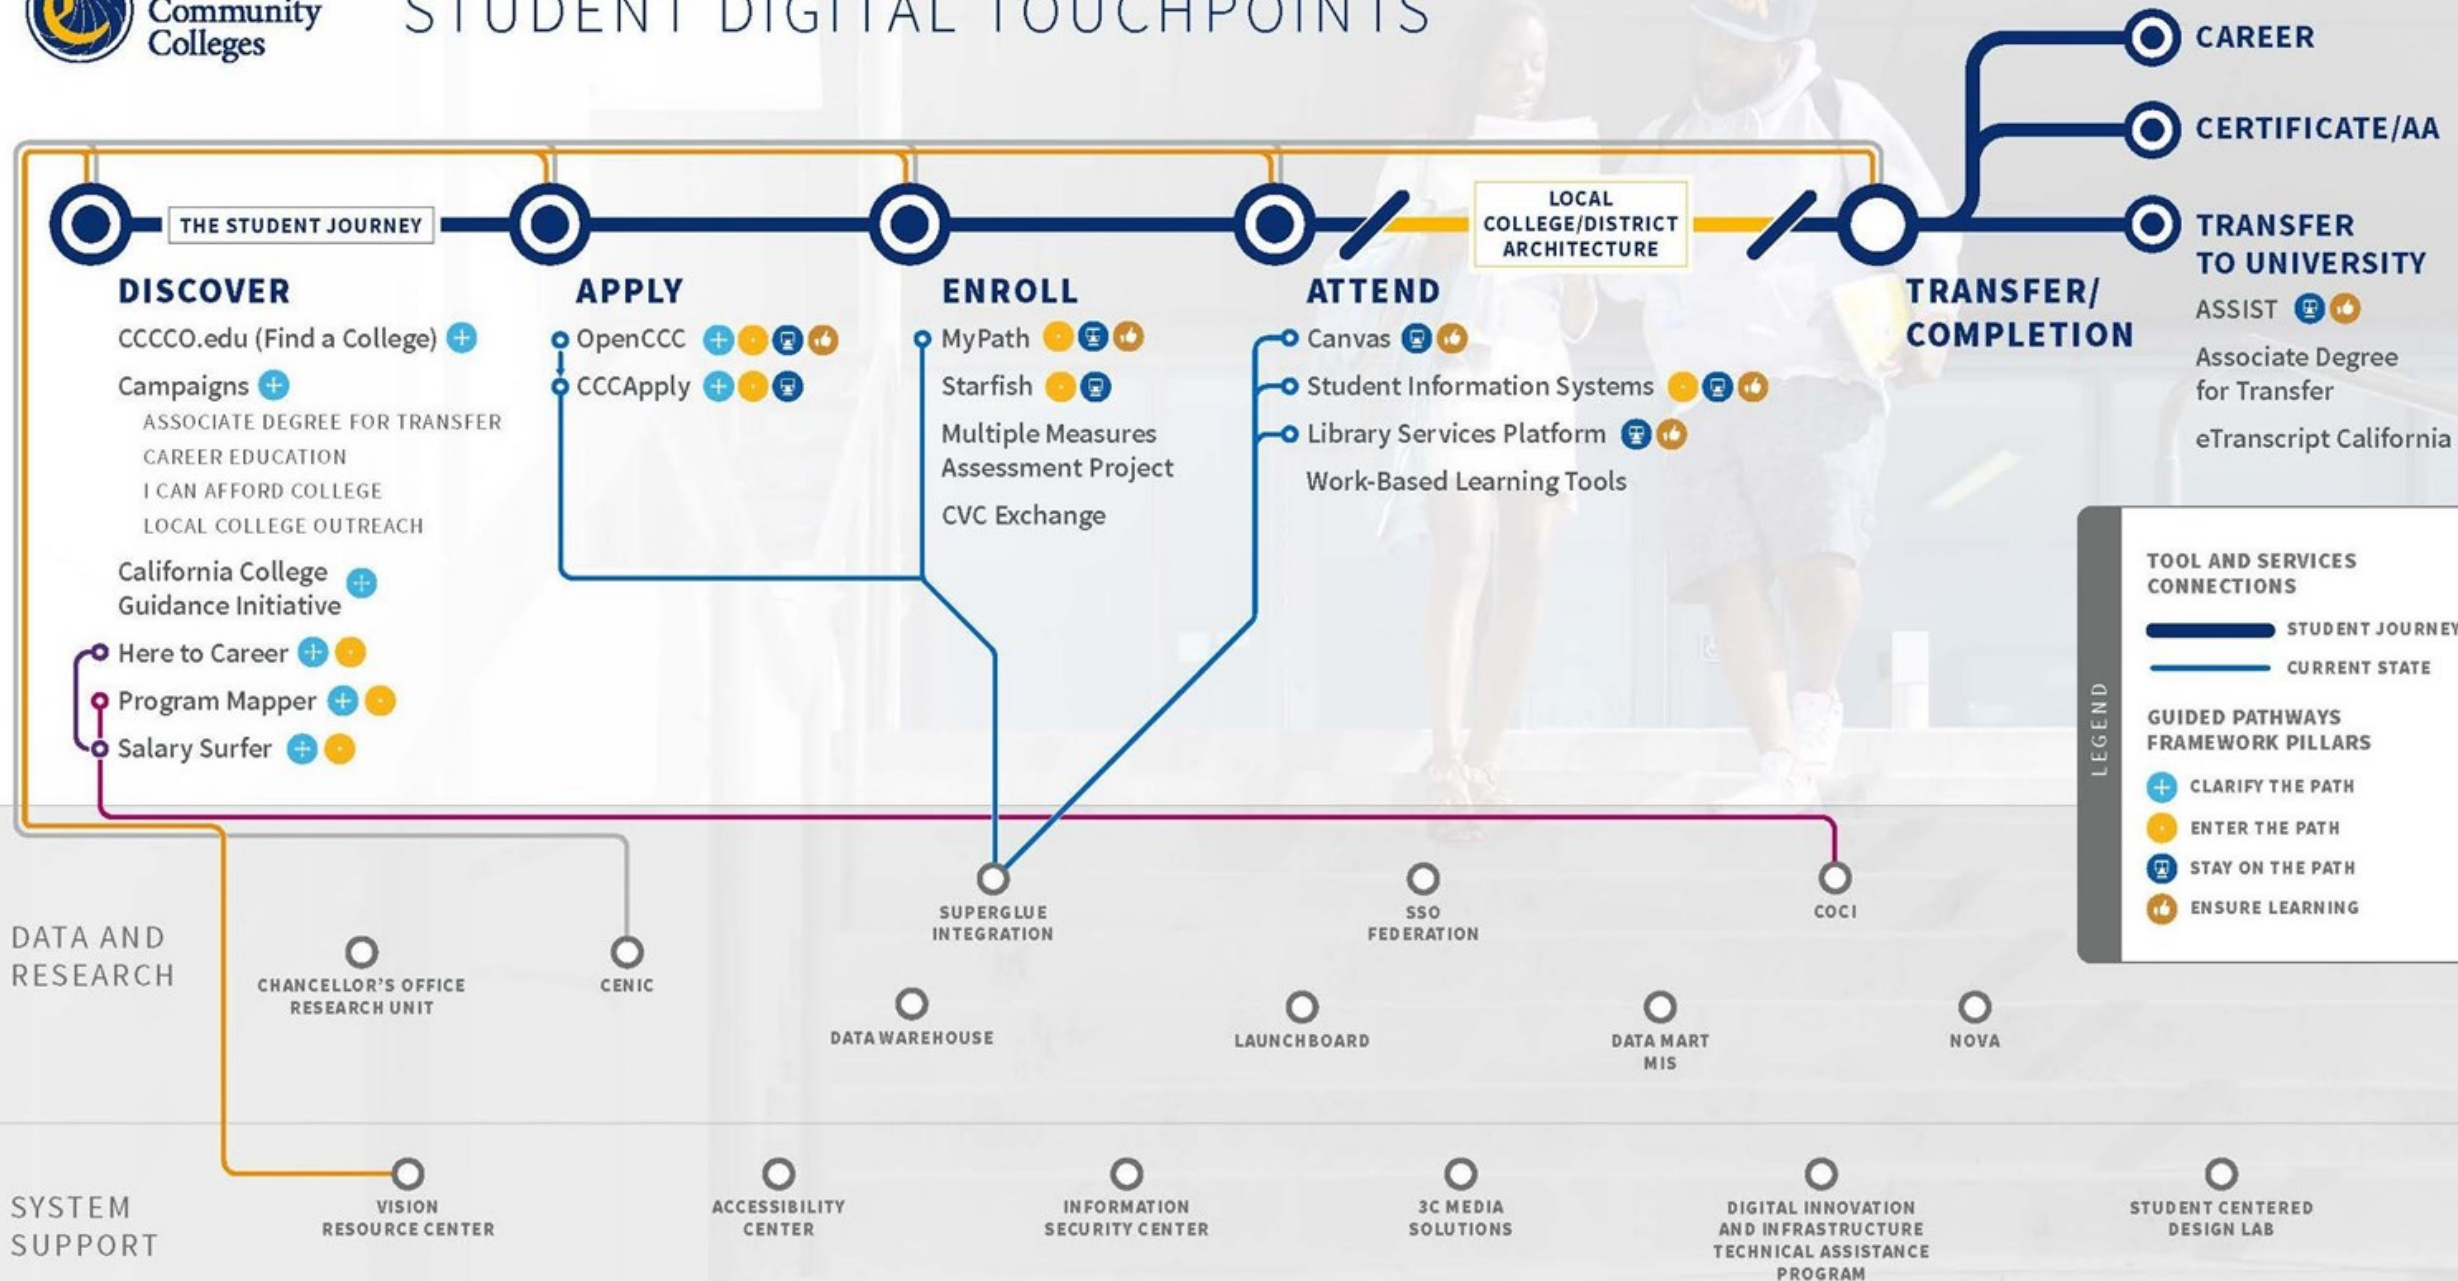 Community
Colleges
STUDENT DIGITAL TOUCHPOINTS
CAREER
CERTIFICATE/AA
TRANSFER
TO UNIVERSITY
ASSIST
Associate Degree
for Transfer
eTranscript California
THE STUDENT JOURNEY
LOCAL
COLLEGE/DISTRICT
ARCHITECTURE
DISCOVER
CCCCO.edu (Find a College)
Campaigns
ASSOCIATE DEGREE FOR TRANSFER
CAREER EDUCATION
I CAN AFFORD COLLEGE
LOCAL COLLEGE OUTREACH
California College
Guidance Initiative
Here to Career
Program Mapper
Salary Surfer
APPLY
OpenCCC
CCCApply
ENROLL
MyPath
Starfish
Multiple Measures
Assessment Project
CVC Exchange
ATTEND
Canvas
Student Information Systems
Library Services Platform
Work-Based Learning Tools
TRANSFER/
COMPLETION
LEGEND
TOOL AND SERVICES
CONNECTIONS
STUDENT JOURNEY
CURRENT STATE
GUIDED PATHWAYS
FRAMEWORK PILLARS
CLARIFY THE PATH
ENTER THE PATH
STAY ON THE PATH
ENSURE LEARNING
DATA AND
RESEARCH
CHANCELLOR'S OFFICE
RESEARCH UNIT
CENIC
SUPERGLUE
INTEGRATION
SSO
FEDERATION
COCI
DATA WAREHOUSE
LAUNCHBOARD
DATA MART
MIS
NOVA
SYSTEM
SUPPORT
VISION
RESOURCE CENTER
ACCESSIBILITY
CENTER
INFORMATION
SECURITY CENTER
3C MEDIA
SOLUTIONS
DIGITAL INNOVATION
AND INFRASTRUCTURE
TECHNICAL ASSISTANCE
PROGRAM
STUDENT CENTERED
DESIGN LAB